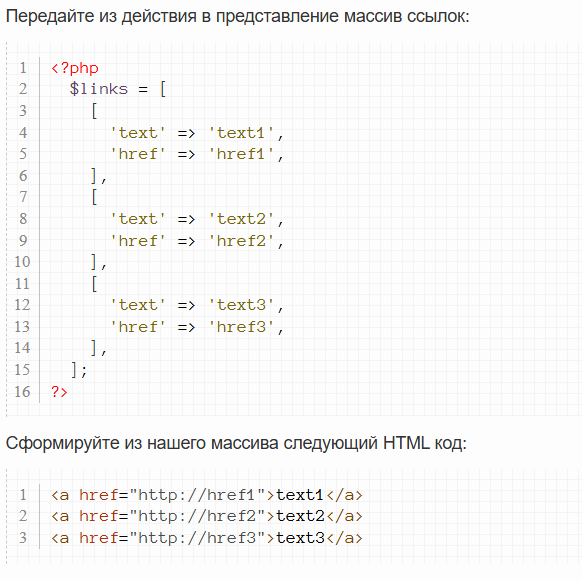 Передайте из действия в представление массив ссылок:
1 <?php
2 $links = [
3 [
4 'text' => 'text1',
5 'href' => 'href1',
6 ],
7 [
8 'text' => 'text2',
9 'href' => 'href2',
10 ],
11 [
12 'text' => 'text3',
13 'href' => 'href3',
14 ],
15 ];
16 ?>
Сформируйте из нашего массива следующий HTML код:
1 <a href="http://href1">text1</a>
2 <a href="http://href2">text2</a>
3 <a href="http://href3">text3</a>